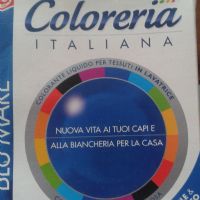 Coloreria
ITALIANA
COLORANTE LIQUIDO PER TESSUTI IN LAVATRICE
NUOVA VITA AI TUOI CAPI E
ALLA BIANCHERIA PER LA CASA
BLU MARE